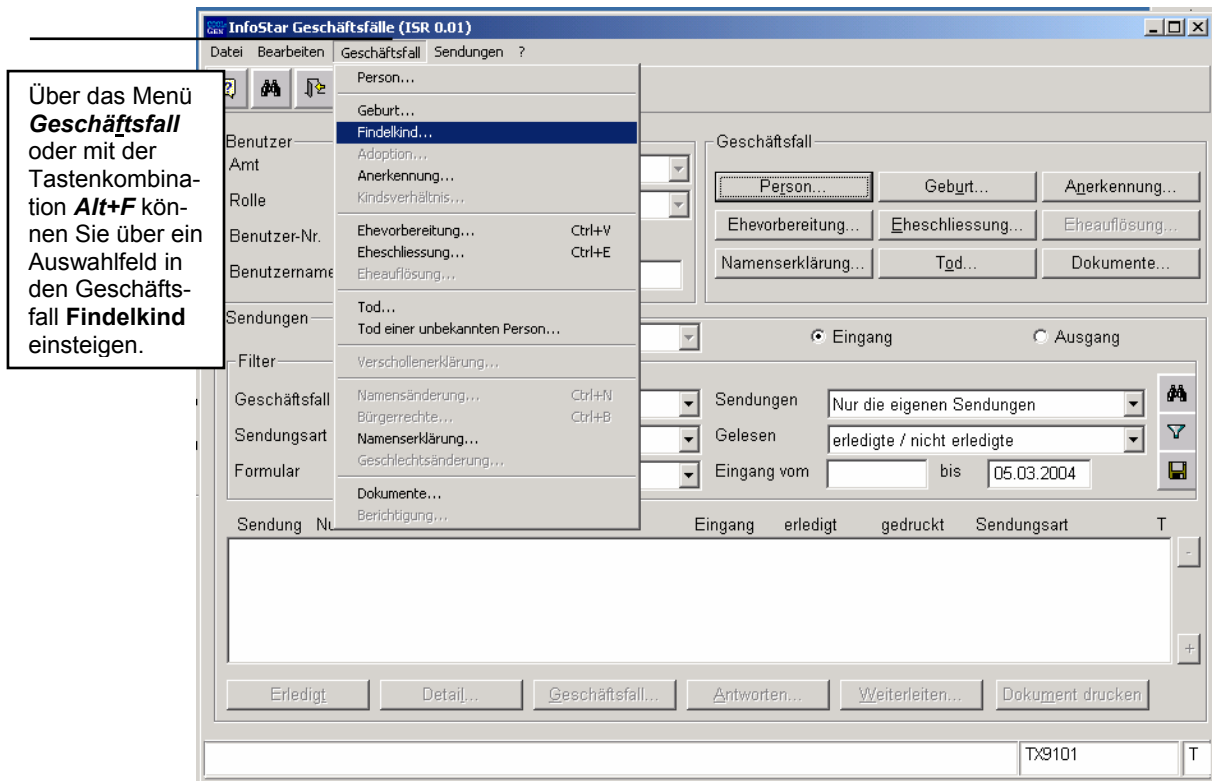 InfoStar Geschäftsfälle (ISR 0.01)
Datei Bearbeiten Geschäftsfall Sendungen ?
Über das Menü
Geschäftsfall
oder mit der
Tastenkombina-
tion Alt+F kön-
nen Sie über ein
Auswahlfeld in
den Geschäfts-
fall Findelkind
einsteigen.
Person...
Geburt...
Findelkind...
Adoption...
Anerkennung...
Kindsverhältnis...
Ehevorbereitung... Ctrl+V
Eheschliessung... Ctrl+E
Eheauflösung...
Tod...
Tod einer unbekannten Person...
Verschollenerklärung...
Namensänderung... Ctrl+N
Bürgerrechte... Ctrl+B
Namenserklärung...
Geschlechtsänderung...
Dokumente...
Berichtigung...
Benutzer
Amt
Rolle
Benutzer-Nr.
Benutzername
Geschäftsfall
Person... Geburt... Anerkennung...
Ehevorbereitung... Eheschliessung... Eheauflösung...
Namenserklärung... Tod... Dokumente...
Sendungen
Eingang Ausgang
Filter
Geschäftsfall Sendungen Nur die eigenen Sendungen
Sendungsart Gelesen erledigte / nicht erledigte
Formular Eingang vom bis 05.03.2004
Sendung Eingang erledigt gedruckt Sendungsart T
-
+
Erledigt Detail... Geschäftsfall... Antworten... Weiterleiten... Dokument drucken
TX9101 T